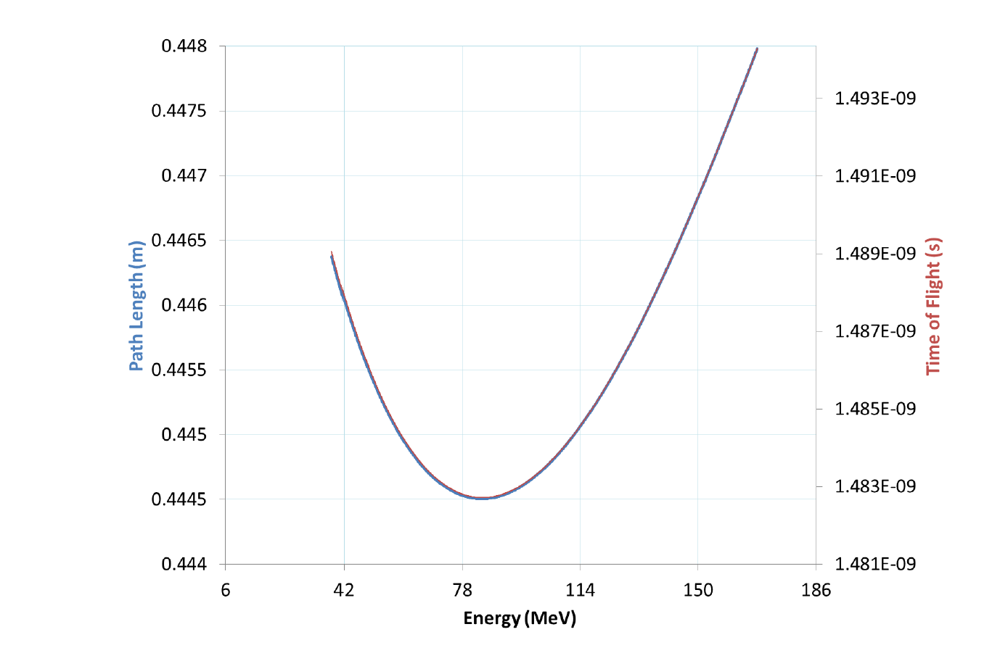 0.448
0.4475
0.447
0.4465
0.446
0.4455
0.445
0.4445
0.444
Path Length (m)
1.493E-09
1.491E-09
1.489E-09
1.487E-09
1.485E-09
1.483E-09
1.481E-09
Time of Flight (s)
6 42 78 114 150 186
Energy (MeV)